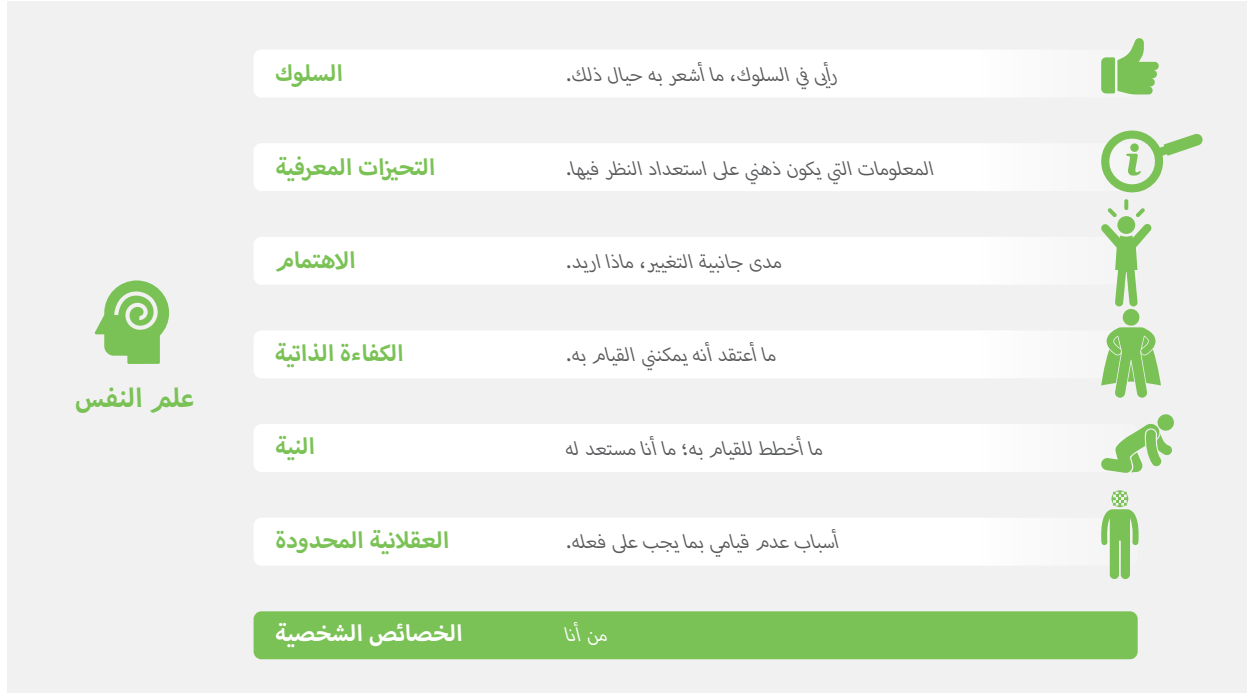 السلوك
رأيى في السلوك، ما أشعر به حيال ذلك.
التحيزات المعرفية
المعلومات التي يكون ذهني على استعداد النظر فيها.
الاهتمام
مدى جانبية التغيير، ماذا اريد.
الكفاءة الذاتية
ما أعتقد أنه يمكنني القيام به.
علم النفس
النية
ما أخطط للقيام به؛ ما أنا مستعد له
العقلانية المحدودة
أسباب عدم قيامي بما يجب على فعله.
الخصائص الشخصية
من أنا